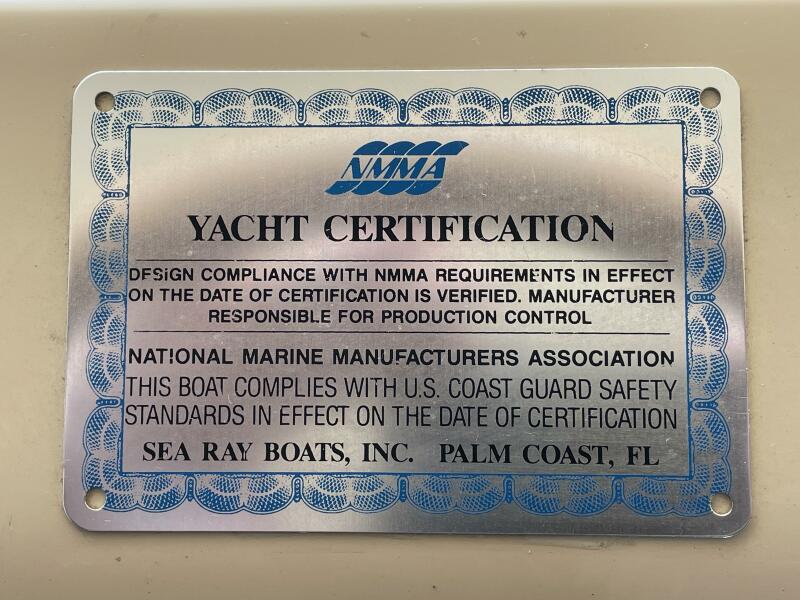 NMMA
YACHT CERTIFICATION
DESIGN COMPLIANCE WITH NMMA REQUIREMENTS IN EFFECT
ON THE DATE OF CERTIFICATION IS VERIFIED. MANUFACTURER
RESPONSIBLE FOR PRODUCTION CONTROL
NATIONAL MARINE MANUFACTURERS ASSOCIATION
THIS BOAT COMPLIES WITH U.S. COAST GUARD SAFETY
STANDARDS IN EFFECT ON THE DATE OF CERTIFICATION
SEA RAY BOATS, INC. PALM COAST, FL